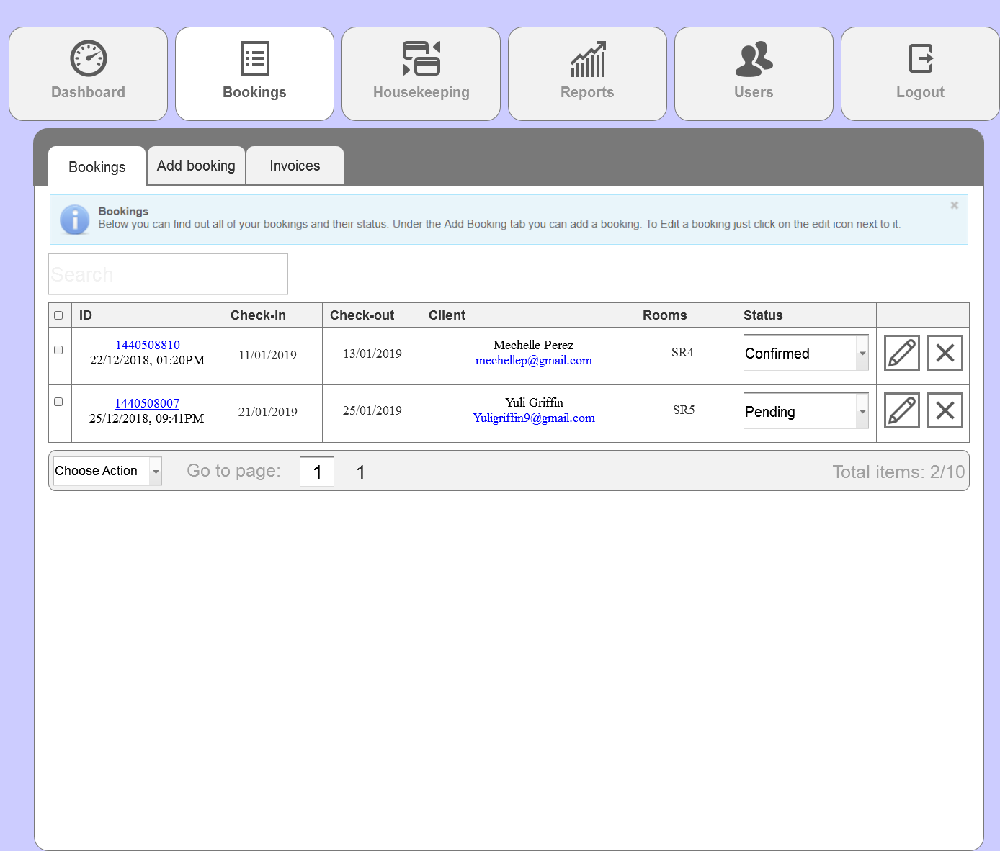 Dashboard
Bookings
Housekeeping
Reports
Users
Logout
Bookings
Add booking
Invoices
Bookings
Below you can find out all of your bookings and their status. Under the Add Booking tab you can add a booking. To Edit a booking just click on the edit icon next to it.
Search
ID Check-in Check-out Client Rooms Status
1440508810
22/12/2018, 01:20PM
11/01/2019
13/01/2019
Mechelle Perez
mechellep@gmail.com
SR4
Confirmed
1440508007
25/12/2018, 09:41PM
21/01/2019
25/01/2019
Yuli Griffin
Yuligriffin9@gmail.com
SR5
Pending
Choose Action
Go to page:
1
1
Total items: 2/10